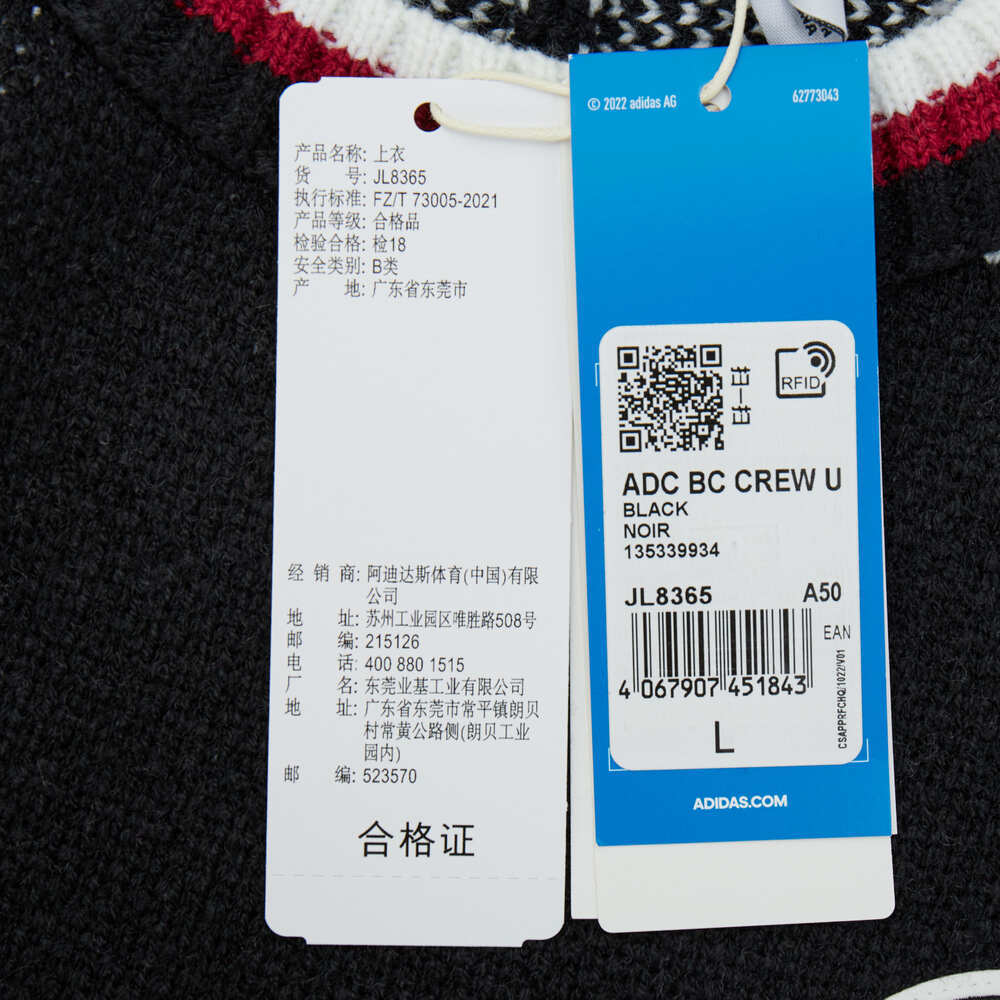 产品名称: 上衣
货 号: JL8365
执行标准: FZ/T 73005-2021
产品等级: 合格品
检验合格: 检18
安全类别: B类
产 地: 广东省东莞市
经 销 商: 阿迪达斯体育(中国)有限
公司
地 址: 苏州工业园区唯胜路508号
邮 编: 215126
电 话: 400 880 1515
厂 名: 东莞业基工业有限公司
地 址: 广东省东莞市常平镇朗贝
村常黄公路侧(朗贝工业
园内)
邮 编: 523570
合格证
© 2022 adidas AG
62773043
扫一扫
RFID
ADC BC CREW U
BLACK
NOIR
135339934
JL8365 A50
EAN
4 067907 451843
CSAPPRFCHQ/1022/V01
L
ADIDAS.COM